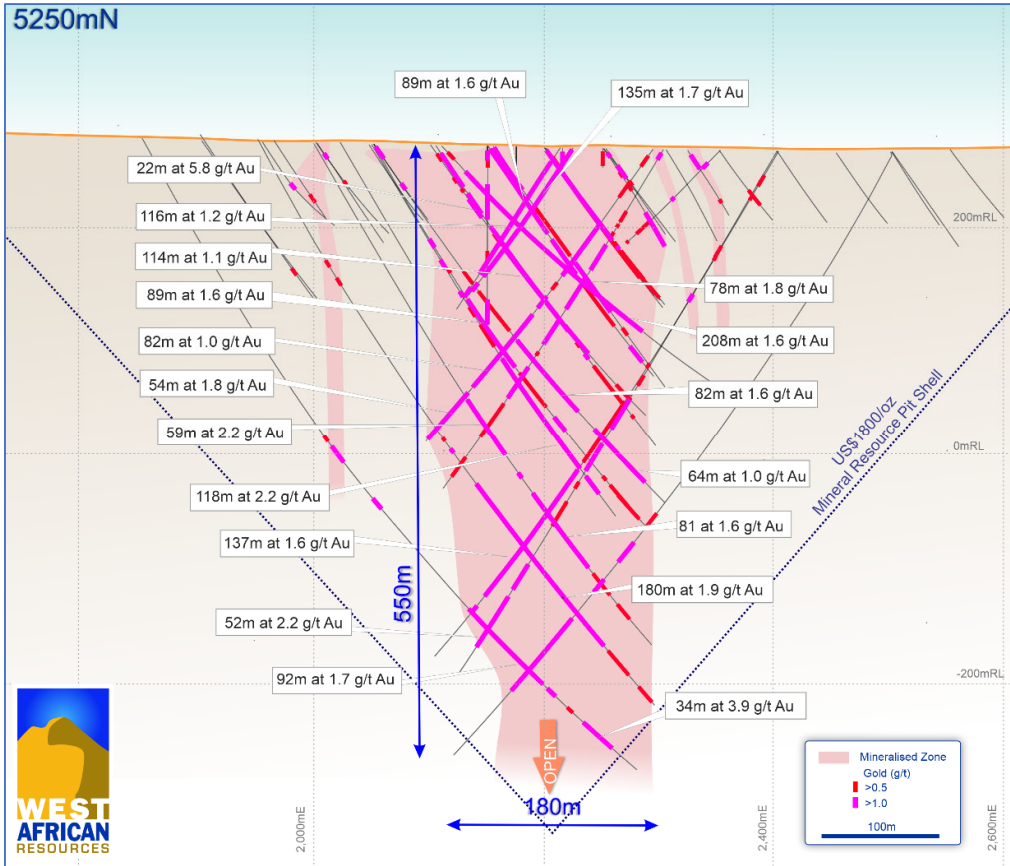 5250mN
89m at 1.6 g/t Au
135m at 1.7 g/t Au
22m at 5.8 g/t Au
116m at 1.2 g/t Au
114m at 1.1 g/t Au
89m at 1.6 g/t Au
82m at 1.0 g/t Au
54m at 1.8 g/t Au
59m at 2.2 g/t Au
118m at 2.2 g/t Au
137m at 1.6 g/t Au
52m at 2.2 g/t Au
92m at 1.7 g/t Au
200mRL
78m at 1.8 g/t Au
208m at 1.6 g/t Au
82m at 1.6 g/t Au
0mRL
64m at 1.0 g/t Au
81 at 1.6 g/t Au
180m at 1.9 g/t Au
34m at 3.9 g/t Au
-200mRL
US$1800/oz
Mineral Resource Pit Shell
550m
OPEN
180m
2,000mE
2,400mE
2,600mE
Mineralised Zone
Gold (g/t)
>0.5
>1.0
100m
WEST
AFRICAN
RESOURCES